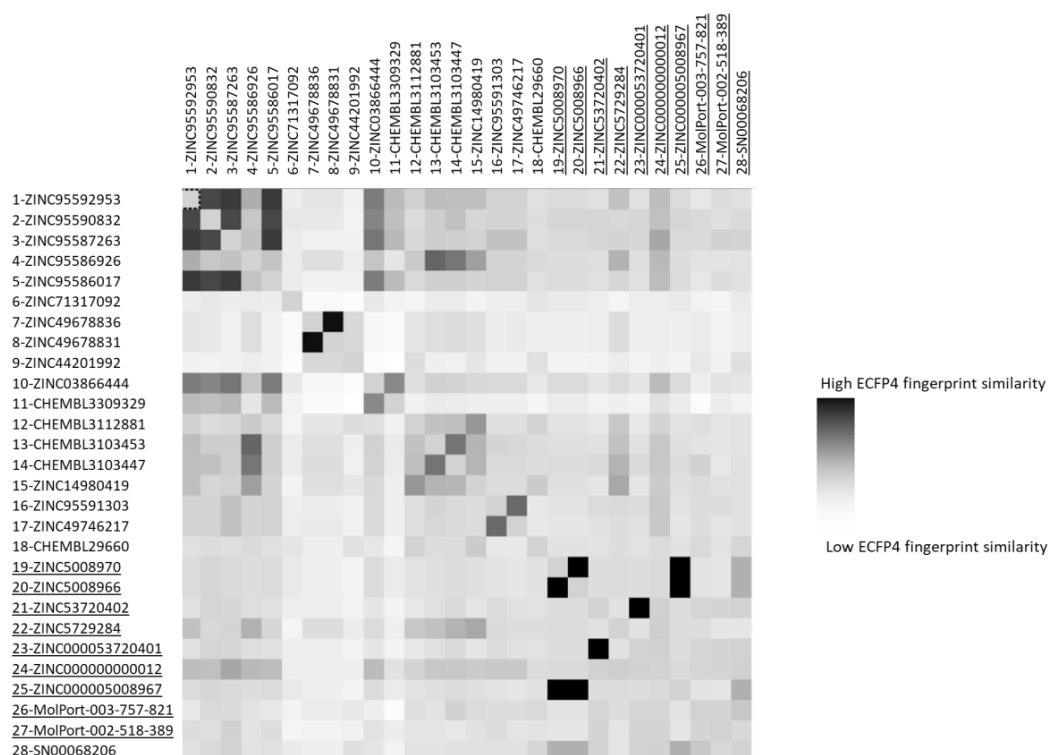 1-ZINC95592953
2-ZINC95590832
3-ZINC95587263
4-ZINC95586926
5-ZINC95586017
6-ZINC71317092
7-ZINC49678836
8-ZINC49678831
9-ZINC44201992
10-ZINC03866444
11-CHEMBL3309329
12-CHEMBL3112881
13-CHEMBL3103453
14-CHEMBL3103447
15-ZINC14980419
16-ZINC95591303
17-ZINC49746217
18-CHEMBL29660
19-ZINC5008970
20-ZINC5008966
21-ZINC53720402
22-ZINC5729284
23-ZINC000053720401
24-ZINC000000000012
25-ZINC000005008967
26-MolPort-003-757-821
27-MolPort-002-518-389
28-SN00068206
1-ZINC95592953
2-ZINC95590832
3-ZINC95587263
4-ZINC95586926
5-ZINC95586017
6-ZINC71317092
7-ZINC49678836
8-ZINC49678831
9-ZINC44201992
10-ZINC03866444
11-CHEMBL3309329
12-CHEMBL3112881
13-CHEMBL3103453
14-CHEMBL3103447
15-ZINC14980419
16-ZINC95591303
17-ZINC49746217
18-CHEMBL29660
19-ZINC5008970
20-ZINC5008966
21-ZINC53720402
22-ZINC5729284
23-ZINC000053720401
24-ZINC000000000012
25-ZINC000005008967
26-MolPort-003-757-821
27-MolPort-002-518-389
28-SN00068206
High ECFP4 fingerprint similarity
Low ECFP4 fingerprint similarity